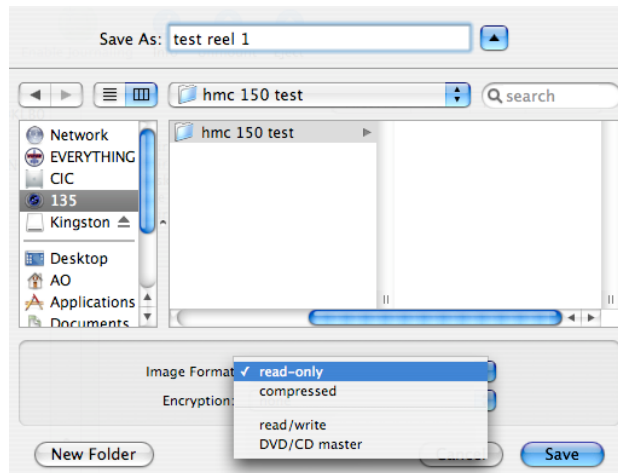 Save As: test reel 1
hmc 150 test
search
Network
EVERYTHING
CIC
135
Kingston
Desktop
AO
Applications
Documents
hmc 150 test
Image Format
✓ read-only
compressed
read/write
DVD/CD master
Encryption:
New Folder
Cancel
Save